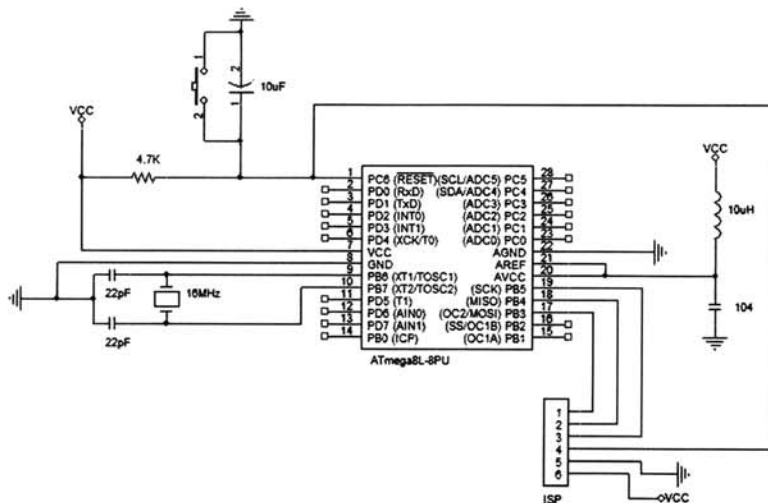 1
2
2
1
10uF
VCC
4.7K
VCC
10uH
104
1 PC6 (RESET) (SCL/ADC5) PC5 28
2 PD0 (RxD) (SDA/ADC4) PC4 27
3 PD1 (TxD) (ADC3) PC3 26
4 PD2 (INT0) (ADC2) PC2 25
5 PD3 (INT1) (ADC1) PC1 24
6 PD4 (XCK/T0) (ADC0) PC0 23
7 VCC AGND 22
8 GND AREF 21
9 PB6 (XT1/TOSC1) AVCC 20
10 PB7 (XT2/TOSC2) (SCK) PB5 19
11 PD5 (T1) (MISO) PB4 18
12 PD6 (AIN0) (OC2/MOSI) PB3 17
13 PD7 (AIN1) (SS/OC1B) PB2 16
14 PB0 (ICP) (OC1A) PB1 15
ATmega8L-8PU
22pF
16MHz
22pF
1
2
3
4
5
6
ISP
VCC